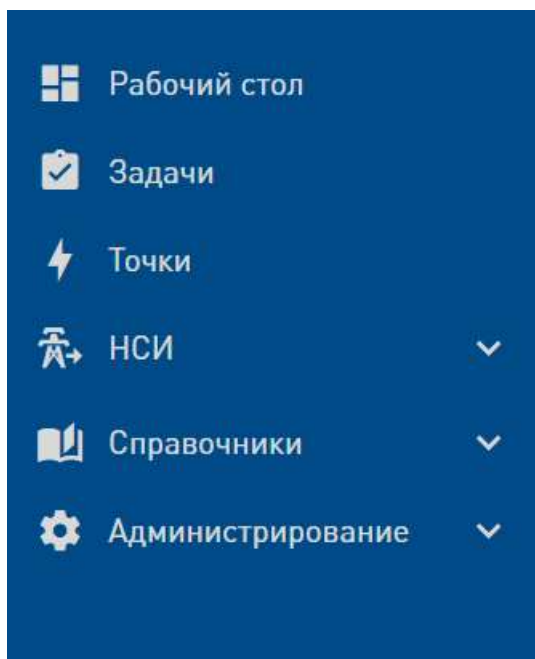 Рабочий стол
Задачи
Точки
НСИ
Справочники
Администрирование